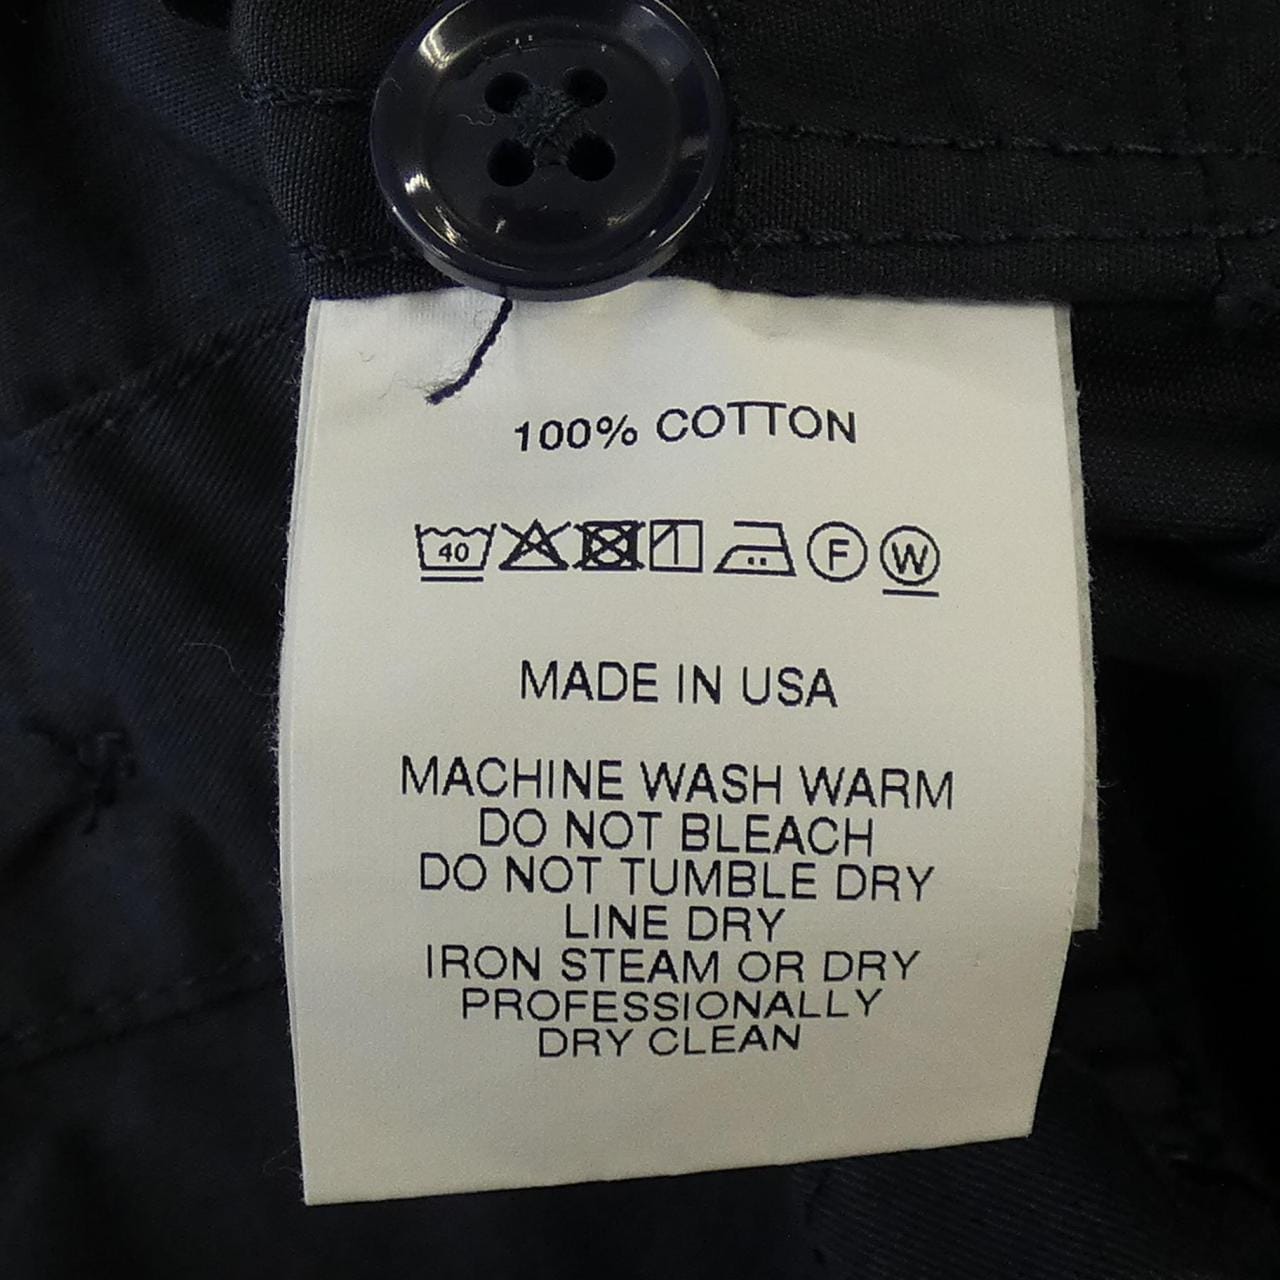 100% COTTON
40 F W
MADE IN USA
MACHINE WASH WARM
DO NOT BLEACH
DO NOT TUMBLE DRY
LINE DRY
IRON STEAM OR DRY
PROFESSIONALLY
DRY CLEAN